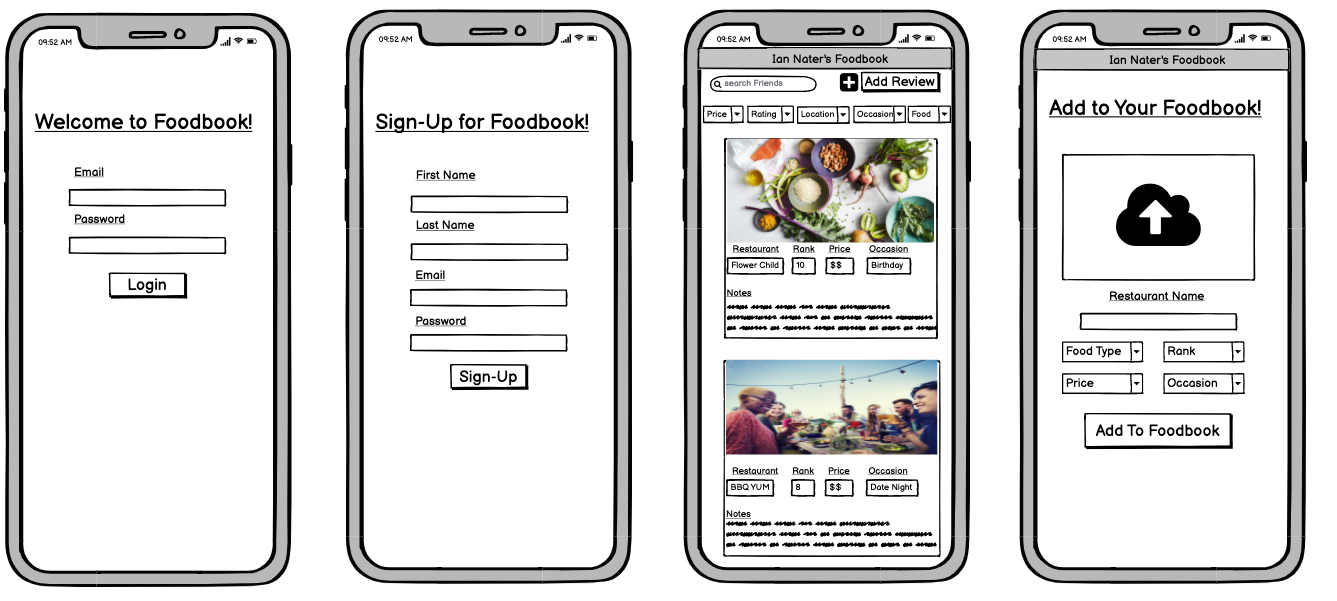 09:52 AM
Welcome to Foodbook!
Email
Password
Login
09:52 AM
Sign-Up for Foodbook!
First Name
Last Name
Email
Password
Sign-Up
09:52 AM
Ian Nater's Foodbook
search Friends
Add Review
Price Rating Location Occasion Food
Restaurant Rank Price Occasion
Flower Child 10 $$ Birthday
Notes
Restaurant Rank Price Occasion
BBQ YUM 8 $$ Date Night
Notes
09:52 AM
Ian Nater's Foodbook
Add to Your Foodbook!
Restaurant Name
Food Type Rank
Price Occasion
Add To Foodbook